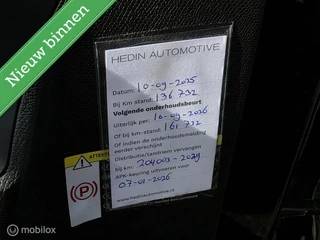 Nieuw binnen
HEDIN AUTOMOTIVE
Datum: 10-09-2025
Bij Km stand: 136 732
Volgende onderhoudsbeurt
Uiterlijk per: 10-09-2026
Of bij km-stand: 161 732
Of indien de onderhoudsmelding
eerder verschijnt
Distributie/tandriem vervangen
bij km: 204003-2029
APK-keuring uitvoeren voor
07-01-2026
www.hedinautomotive.nl
P
mobilox